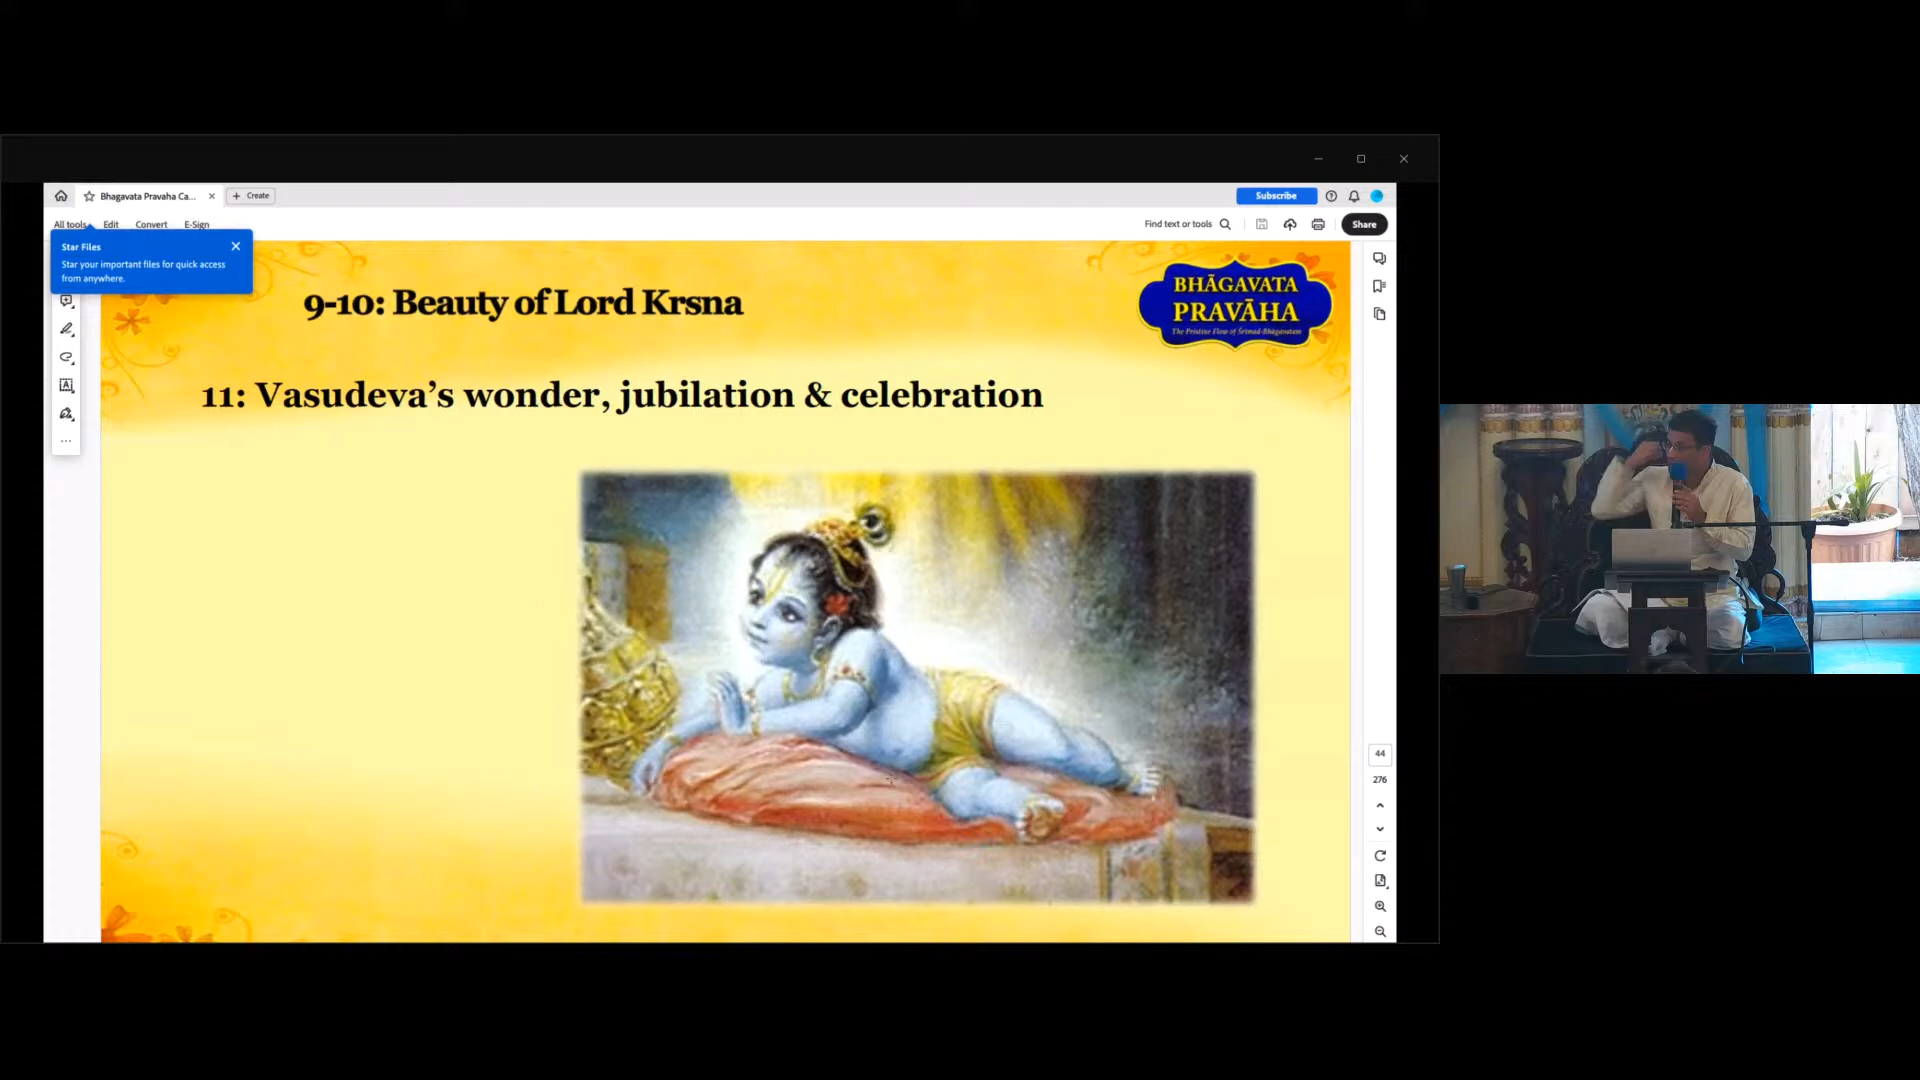 Bhagavata Pravaha Ca...
Create
Subscribe
All tools
Edit
Convert
E-Sign
Find text or tools
Share
Star Files
Star your important files for quick access
from anywhere.
9-10: Beauty of Lord Krsna
BHĀGAVATA
PRAVĀHA
The Pristine Flow of Śrīmad-Bhāgavatam
11: Vasudeva’s wonder, jubilation & celebration
44
276